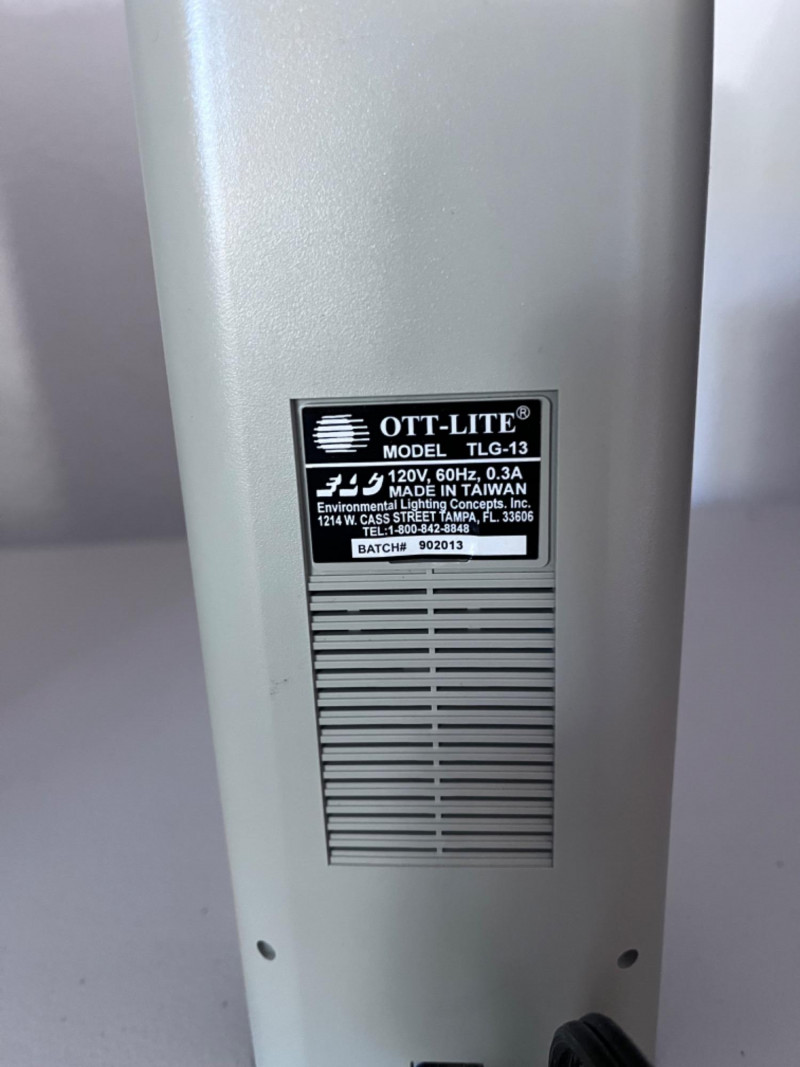 OTT-LITE®
MODEL TLG-13
120V, 60Hz, 0.3A
MADE IN TAIWAN
Environmental Lighting Concepts. Inc.
1214 W. CASS STREET TAMPA, FL. 33606
TEL:1-800-842-8848
BATCH# 902013